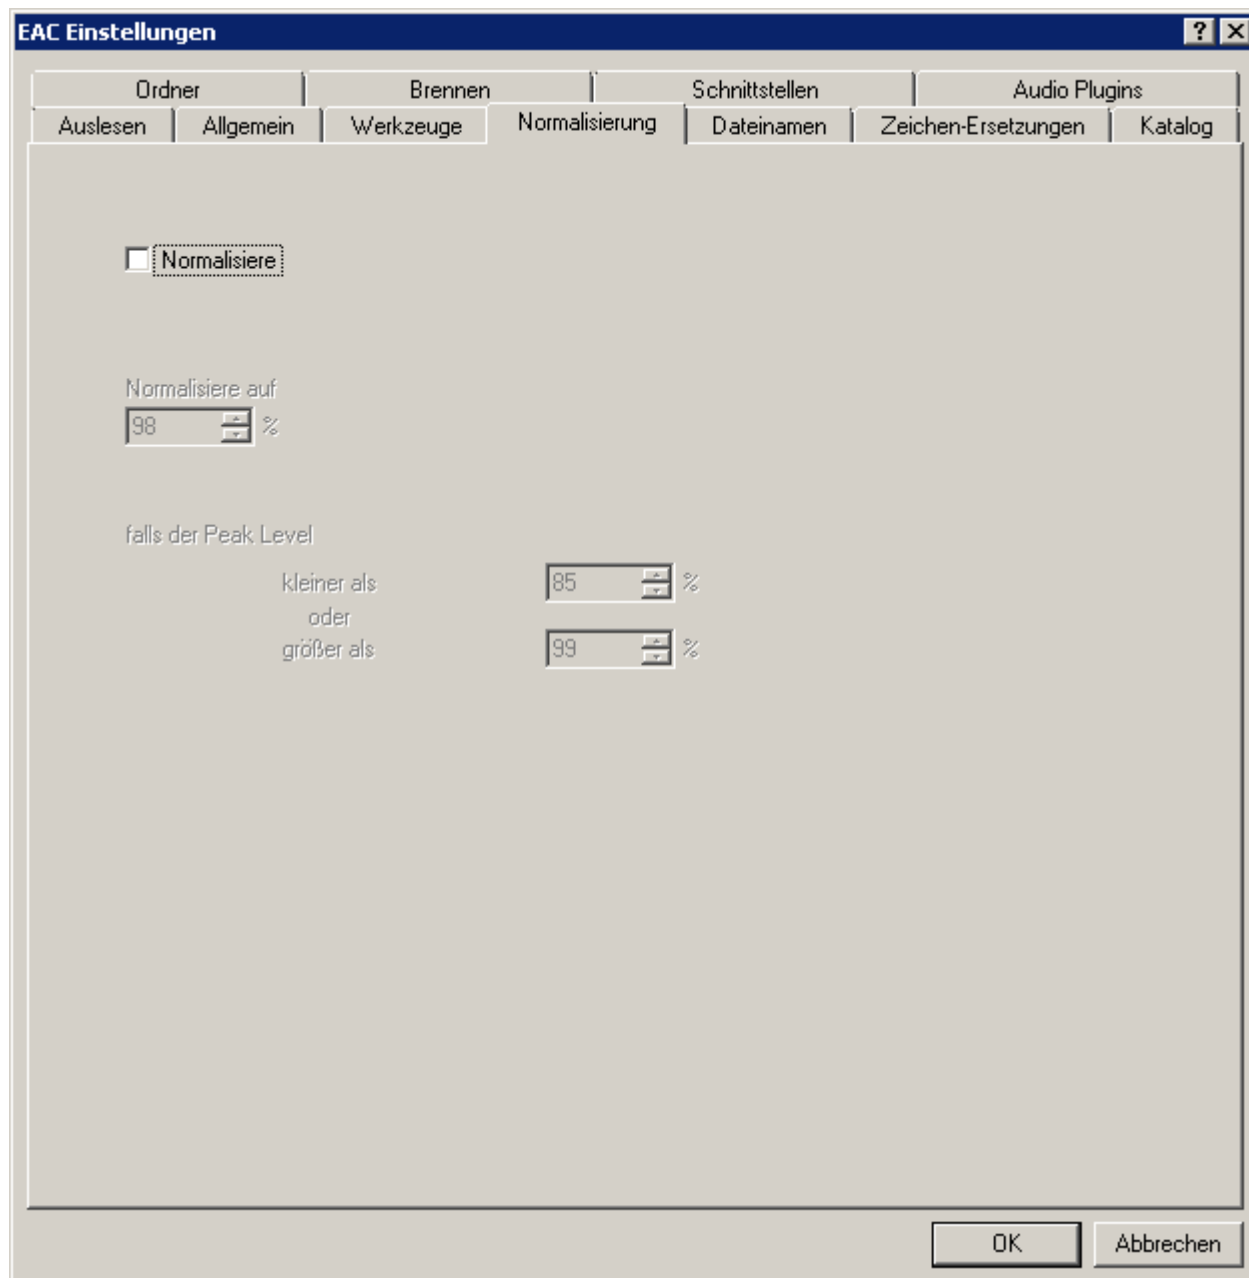 EAC Einstellungen
Ordner Brennen Schnittstellen Audio Plugins
Auslesen Allgemein Werkzeuge Normalisierung Dateinamen Zeichen-Ersetzungen Katalog
Normalisiere
Normalisiere auf
98 %
falls der Peak Level
kleiner als 85 %
oder
größer als 99 %
OK Abbrechen